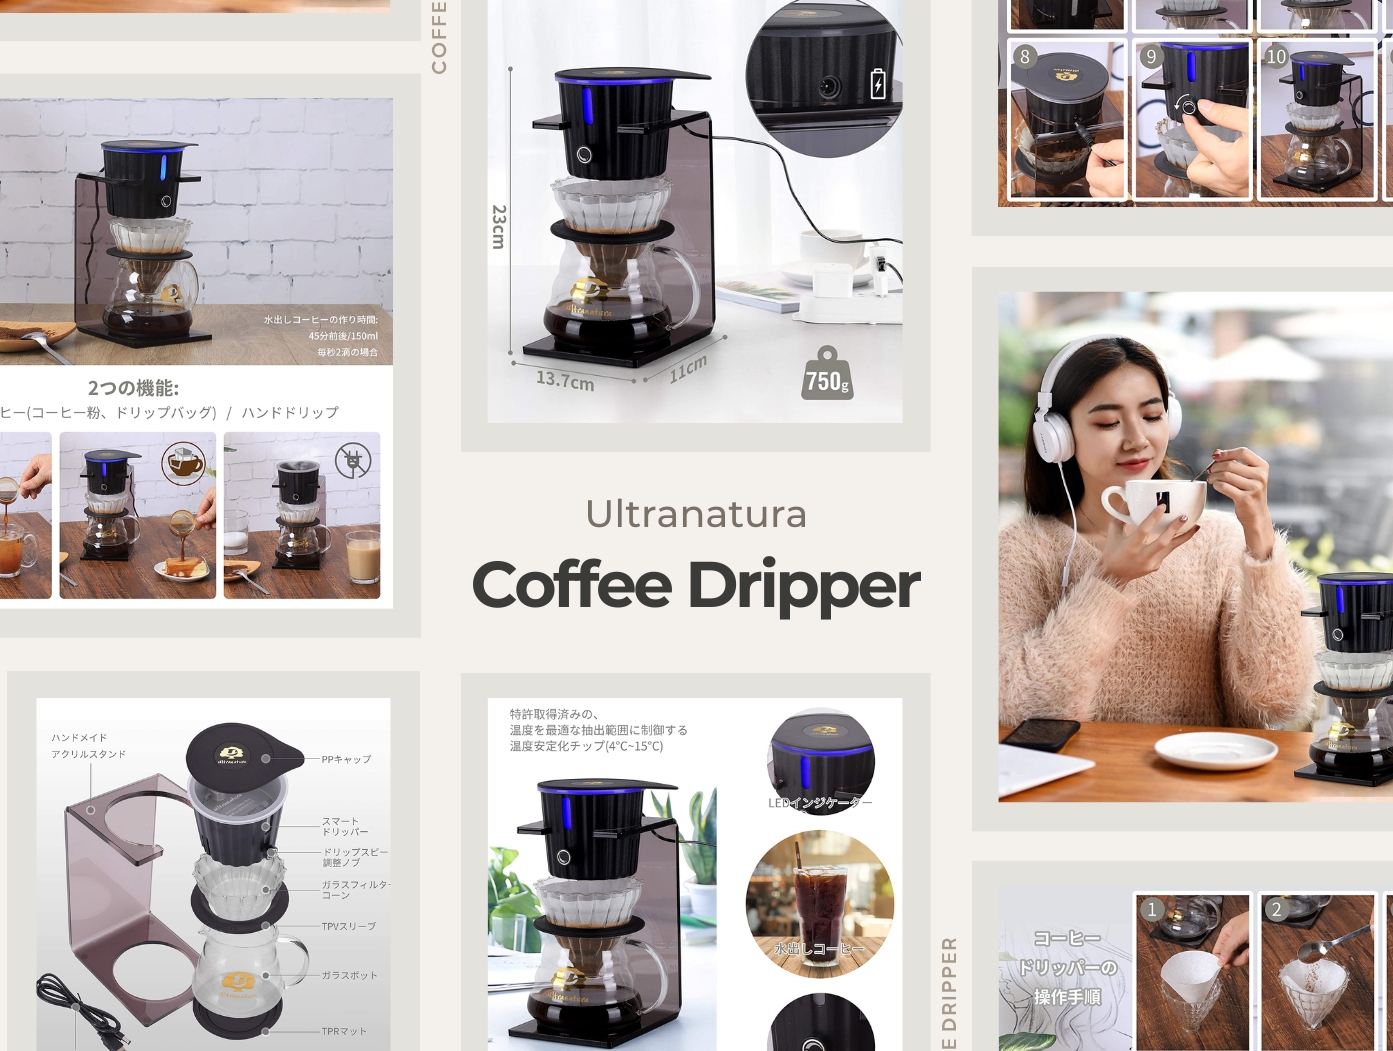 COFFE
23cm
13.7cm
11cm
750g
8
9
10
水出しコーヒーの作り時間:
45分前後/150ml
毎秒2滴の場合
2つの機能:
ヒー(コーヒー粉、ドリップバッグ) / ハンドドリップ
Ultranatura
Coffee Dripper
ハンドメイド
アクリルスタンド
PPキャップ
スマート
ドリッパー
ドリップスピー
調整ノブ
ガラスフィルタ
コーン
TPVスリーブ
ガラスポット
TPRマット
ultranatura
特許取得済みの、
温度を最適な抽出範囲に制御する
温度安定化チップ(4℃~15℃)
LEDインジケーター
水出しコーヒー
E DRIPPER
コーヒー
ドリッパーの
操作手順
1
2